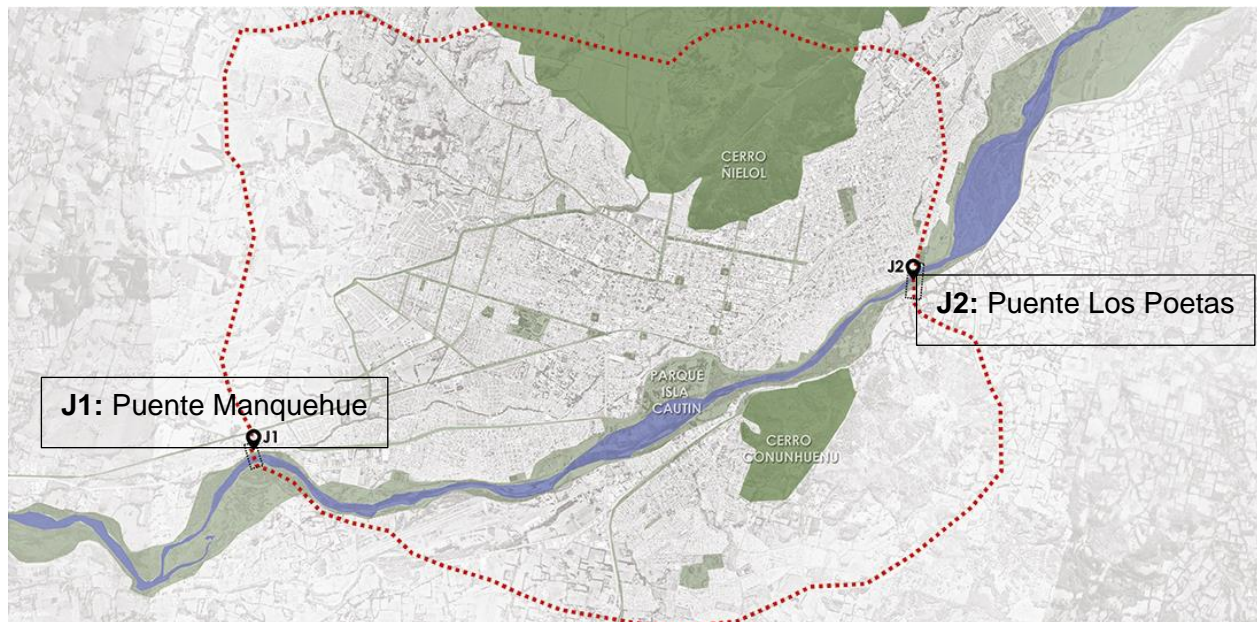 CERRO
ÑIELOL
J2
J2: Puente Los Poetas
PARQUE
ISLA
CAUTIN
J1: Puente Manquehue
J1
CERRO
CONUNHUENU